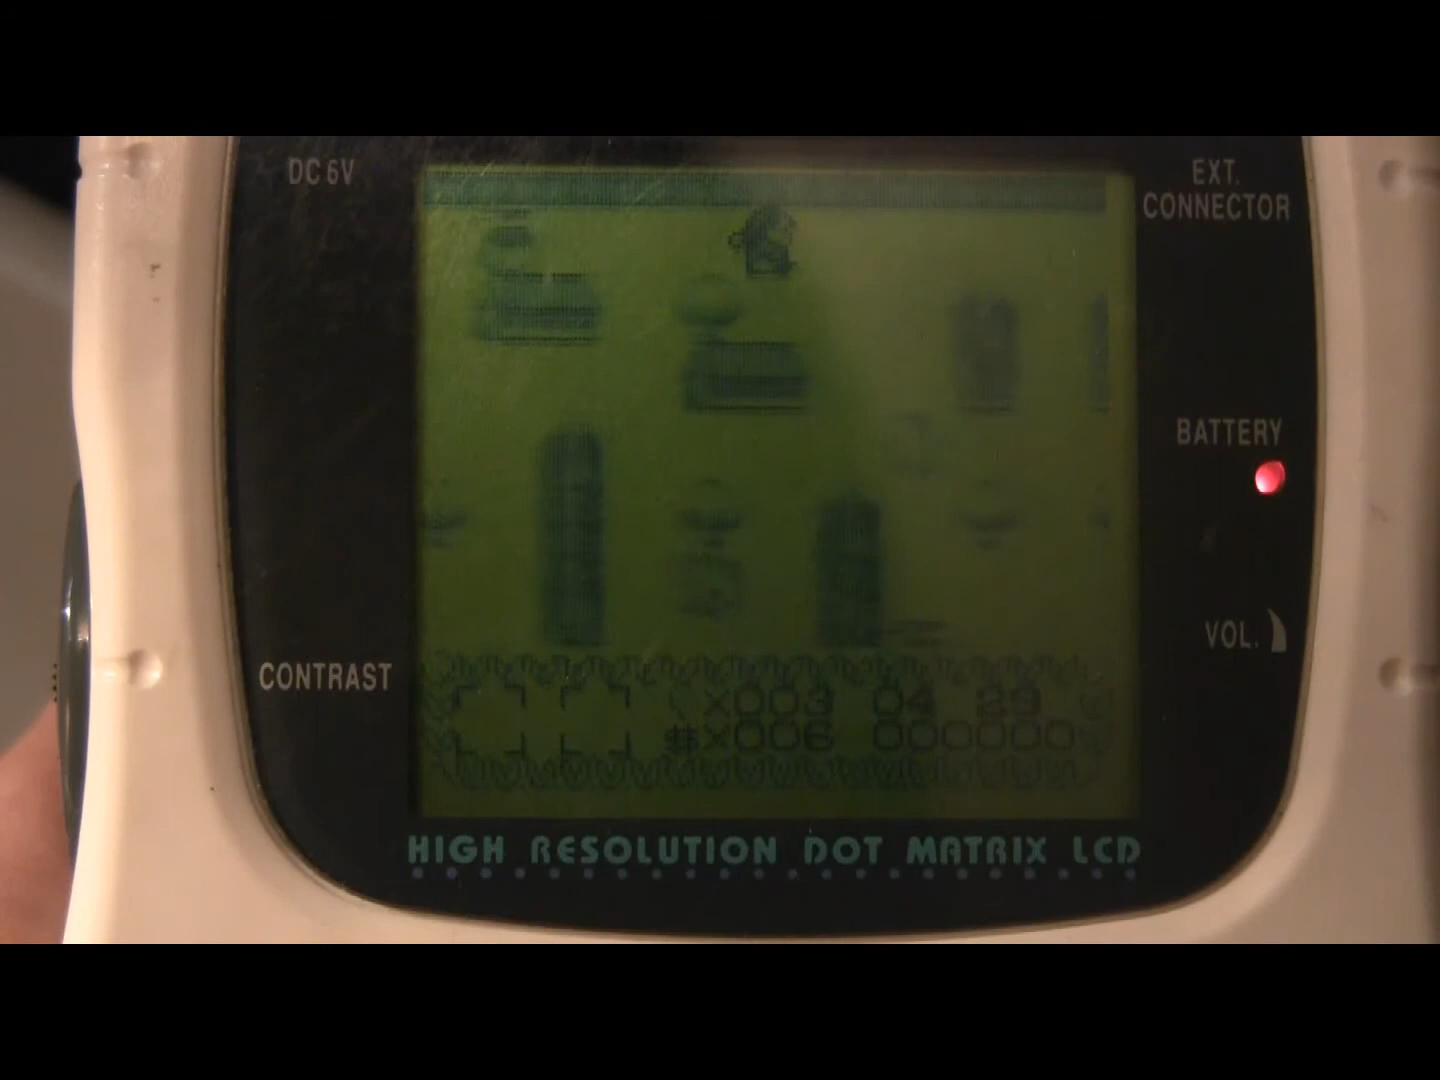 DC 6V
EXT.
CONNECTOR
BATTERY
VOL.
CONTRAST
X003 04 29
$X006 000000
HIGH RESOLUTION DOT MATRIX LCD